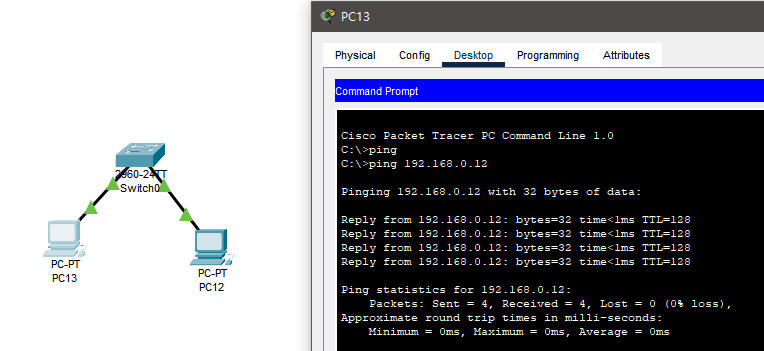 PC13
Physical Config Desktop Programming Attributes
Command Prompt
Cisco Packet Tracer PC Command Line 1.0
C:\>ping
C:\>ping 192.168.0.12
Pinging 192.168.0.12 with 32 bytes of data:
Reply from 192.168.0.12: bytes=32 time<1ms TTL=128
Reply from 192.168.0.12: bytes=32 time<1ms TTL=128
Reply from 192.168.0.12: bytes=32 time<1ms TTL=128
Reply from 192.168.0.12: bytes=32 time<1ms TTL=128
Ping statistics for 192.168.0.12:
Packets: Sent = 4, Received = 4, Lost = 0 (0% loss),
Approximate round trip times in milli-seconds:
Minimum = 0ms, Maximum = 0ms, Average = 0ms
2960-24TT
Switch0
PC-PT
PC13
PC-PT
PC12